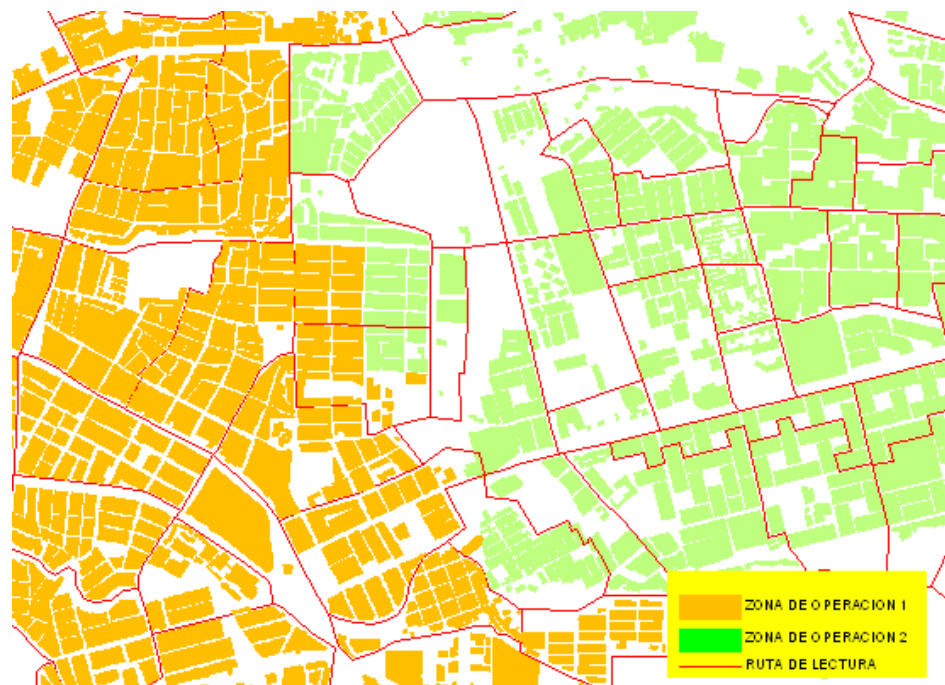 ZONA DE OPERACION 1
ZONA DE OPERACION 2
RUTA DE LECTURA